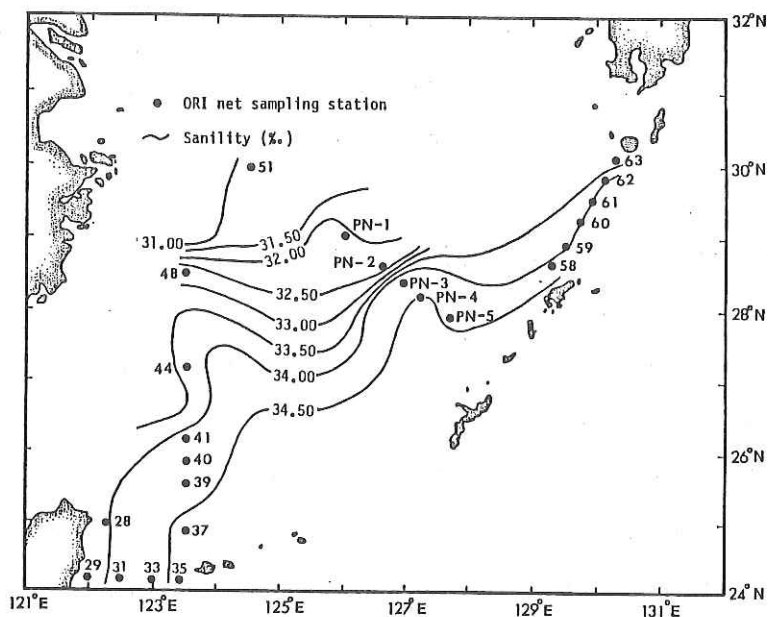 32°N
ORI net sampling station
Sanility (‰)
51
63
30°N
62
31.00
31.50
32.00
PN-1
61
60
48
PN-2
59
58
32.50
PN-3
PN-4
33.00
PN-5
28°N
33.50
44
34.00
34.50
41
40
26°N
39
28
37
29
31
33
35
24°N
121°E
123°E
125°E
127°E
129°E
131°E